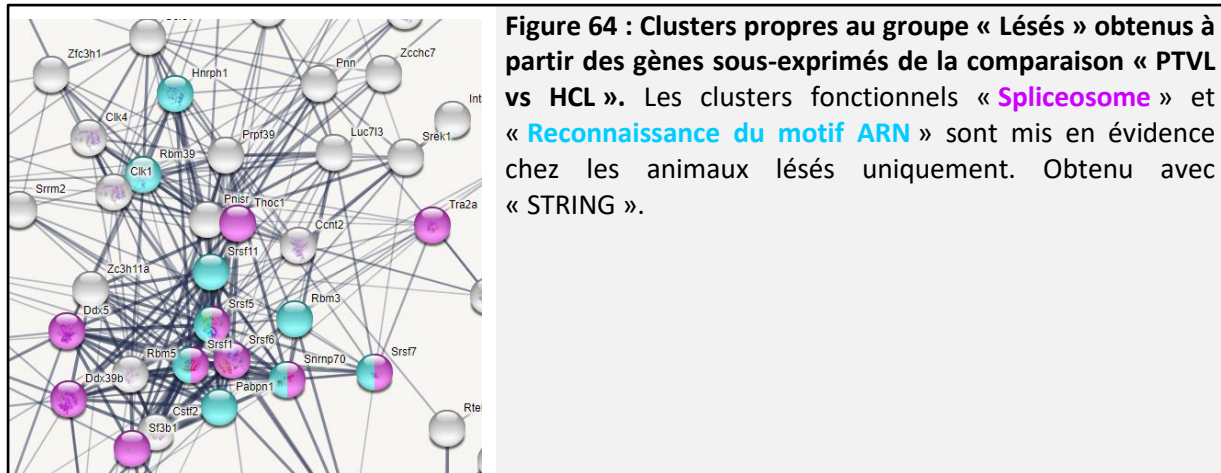 Figure 64 : Clusters propres au groupe « Lésés » obtenus à
partir des gènes sous-exprimés de la comparaison « PTVL
vs HCL ». Les clusters fonctionnels « Spliceosome » et
« Reconnaissance du motif ARN » sont mis en évidence
chez les animaux lésés uniquement. Obtenu avec
« STRING ».
Zfc3h1
Pnn
Zcchc7
Hnrph1
Int
Clk4
Prpf39
Luc7l3
Srek1
Rbm39
Clk1
Srrm2
Pnisr
Thoc1
Tra2a
Ccnt2
Srsf11
Zc3h11a
Rbm3
Ddx5
Srsf5
Srsf1
Srsf6
Rbm5
Snrnp70
Srsf7
Ddx39b
Pabpn1
Cstf2
Sf3b1
Rte